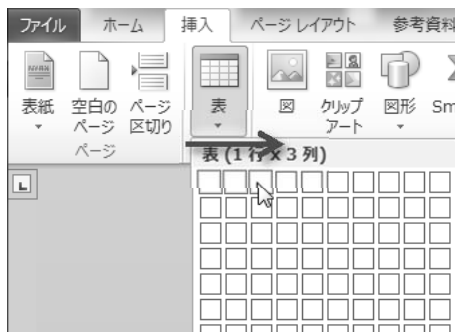 ファイル ホーム 挿入 ページ レイアウト 参考資料
表紙 空白の ページ 表 図 クリップ 図形 Sm
ページ 区切り アート
ページ
表 (1 行 x 3 列)
L